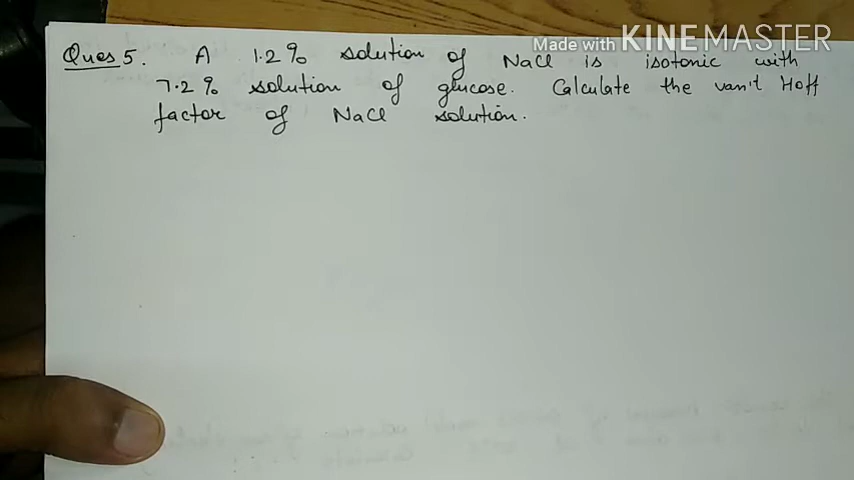 Made with KINEMASTER
Ques 5. A 1.2% solution of NaCl is isotonic with
7.2% solution of glucose. Calculate the van't Hoff
factor of NaCl solution.